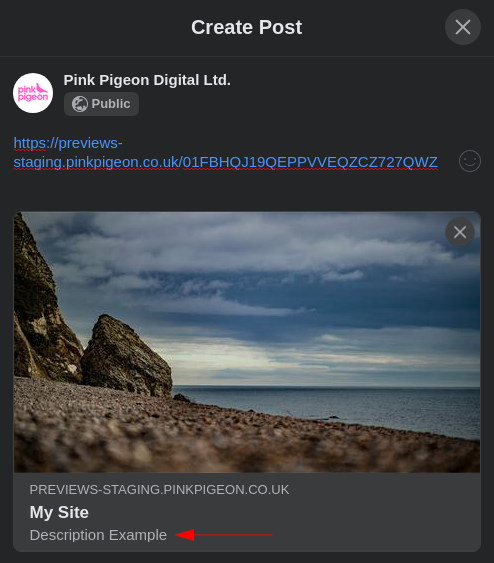 Create Post
pink
pigeon
Pink Pigeon Digital Ltd.
Public
https://previews-
staging.pinkpigeon.co.uk/01FBHQJ19QEPPVVEQZCZ727QWZ
PREVIEWS-STAGING.PINKPIGEON.CO.UK
My Site
Description Example